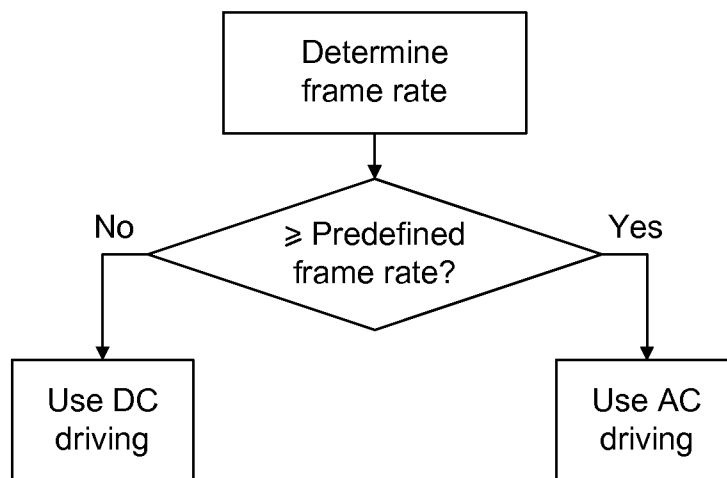 Determine
frame rate
No
⩾ Predefined
frame rate?
Yes
Use DC
driving
Use AC
driving